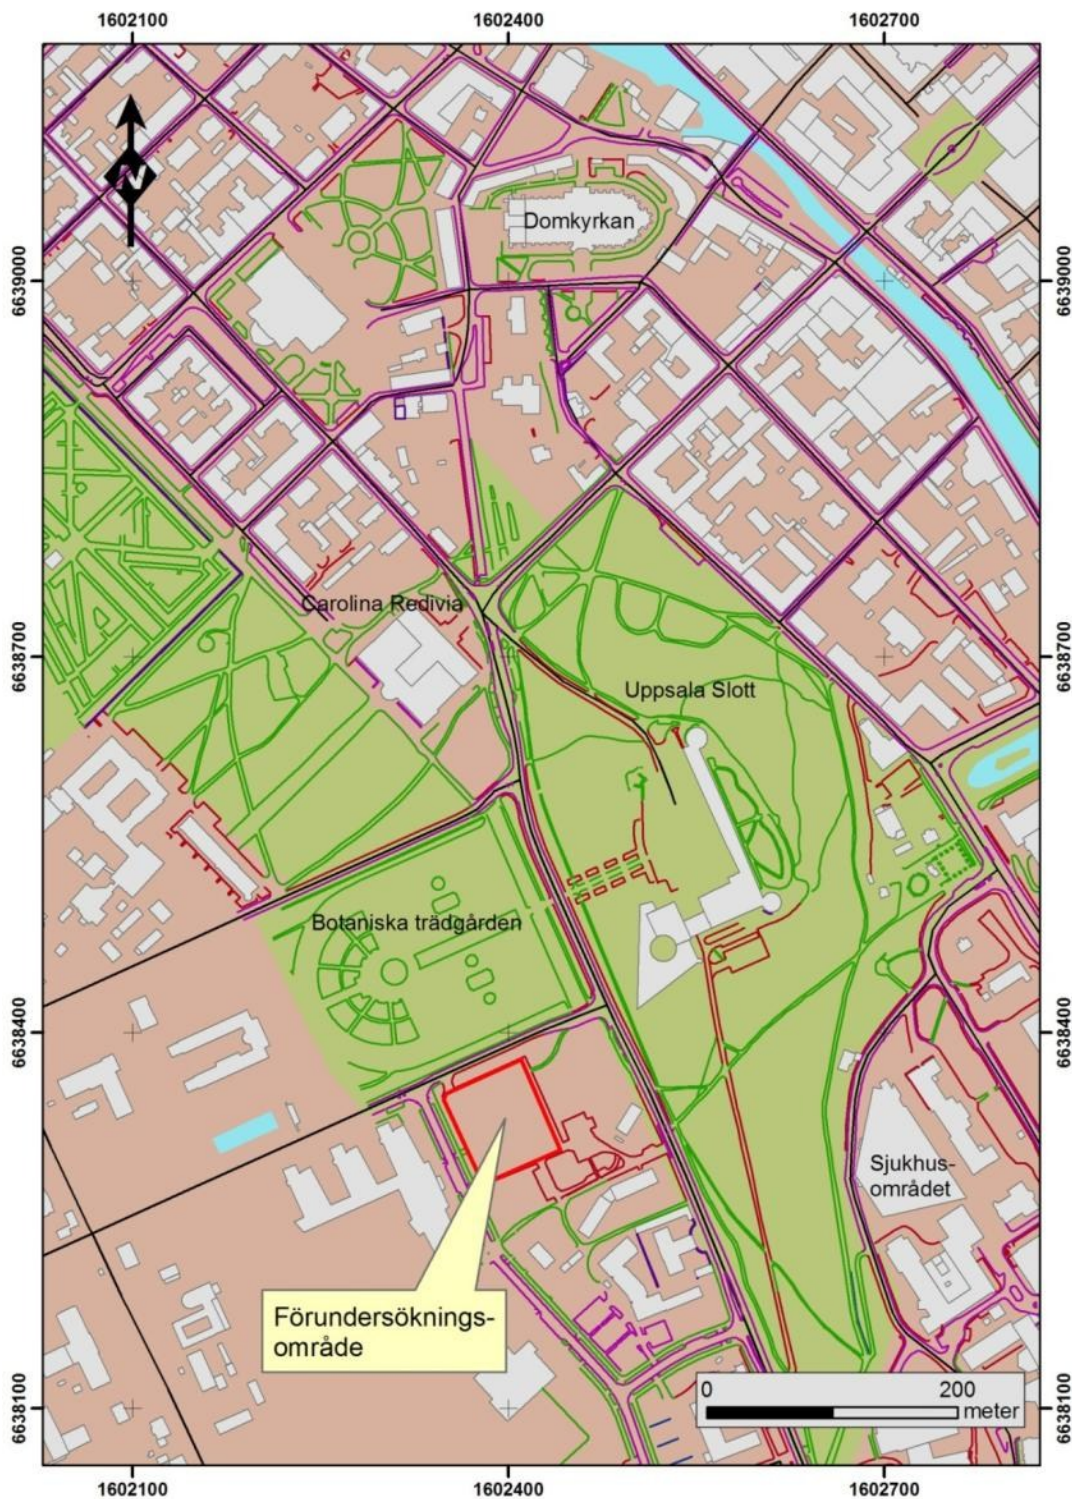 1602100
1602400
1602700
N
Domkyrkan
6639000
6639000
Carolina Redivia
6638700
6638700
Uppsala Slott
Botaniska trädgården
6638400
6638400
Sjukhus-
området
Förundersöknings-
område
0
200
meter
6638100
6638100
1602100
1602400
1602700